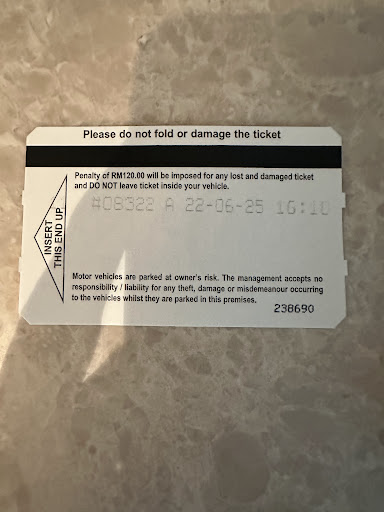 Please do not fold or damage the ticket
Penalty of RM120.00 will be imposed for any lost and damaged ticket
and DO NOT leave ticket inside your vehicle.
#08322 A 22-06-25 16:10
INSERT
THIS END UP
Motor vehicles are parked at owner's risk. The management accepts no
responsibility / liability for any theft, damage or misdemeanour occurring
to the vehicles whilst they are parked in this premises.
238690